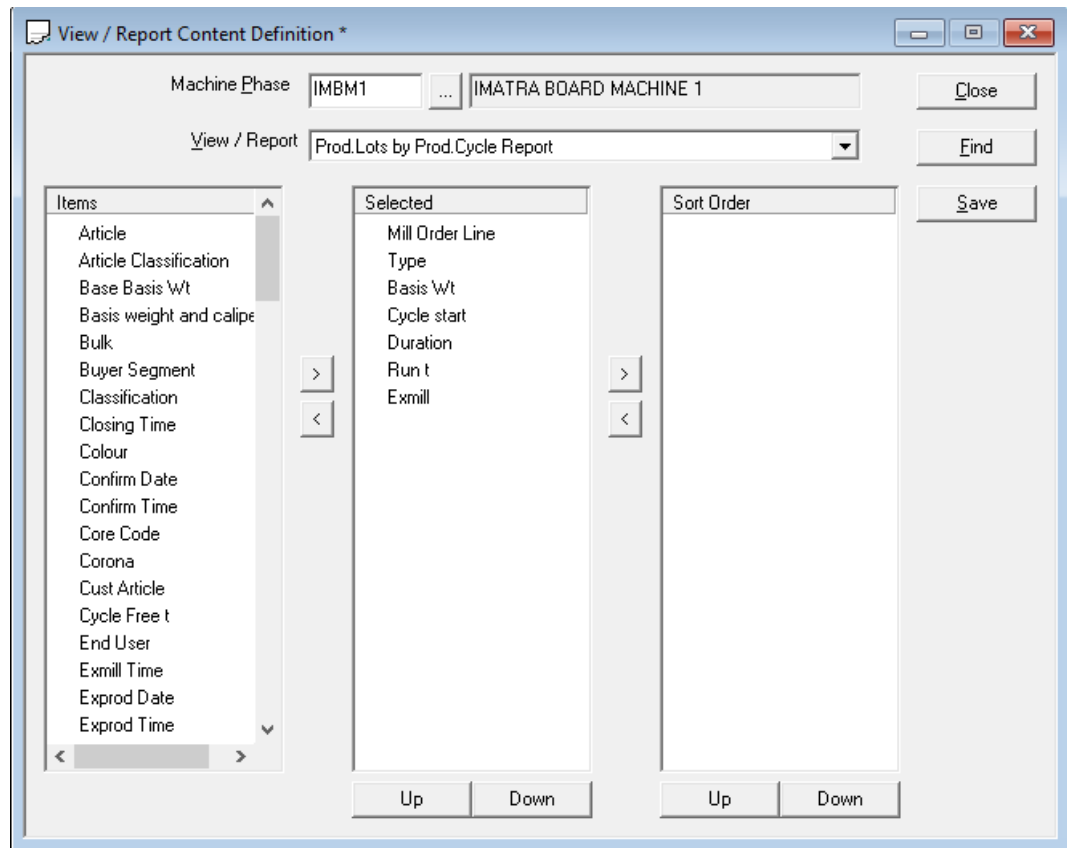 View / Report Content Definition *
Machine Phase IMBM1 ... IMATRA BOARD MACHINE 1 Close
View / Report Prod.Lots by Prod.Cycle Report Find
Save
Items
Article
Article Classification
Base Basis Wt
Basis weight and calipe
Bulk
Buyer Segment
Classification
Closing Time
Colour
Confirm Date
Confirm Time
Core Code
Corona
Cust Article
Cycle Free t
End User
Exmill Time
Exprod Date
Exprod Time
>
<
Selected
Mill Order Line
Type
Basis Wt
Cycle start
Duration
Run t
Exmill
Up Down
>
<
Sort Order
Up Down